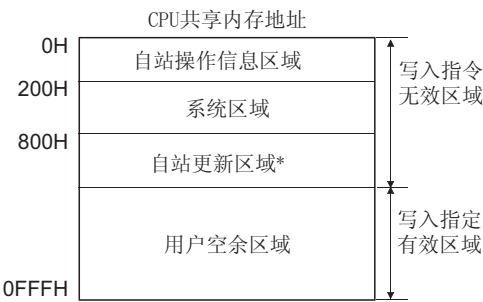 CPU共享内存地址
0H
自站操作信息区域
200H
系统区域
800H
自站更新区域*
用户空余区域
0FFFH
写入指令
无效区域
写入指定
有效区域